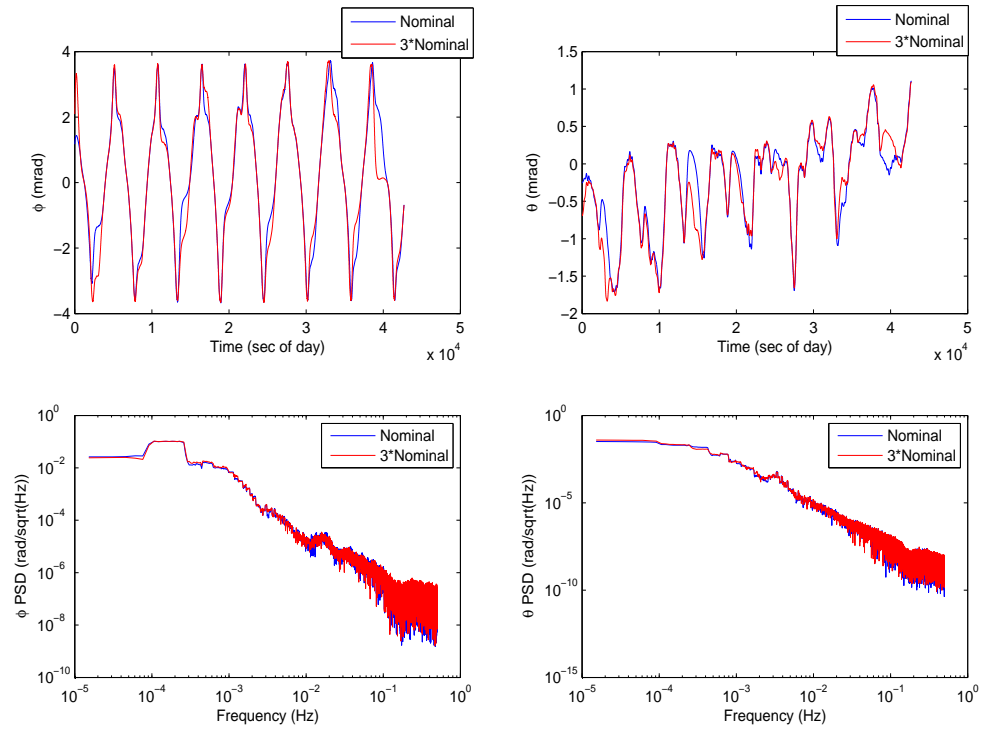 Nominal
3*Nominal
4
2
0
−2
−4
φ (mrad)
0
1
2
3
4
5
x 10^4
Time (sec of day)
Nominal
3*Nominal
1.5
1
0.5
0
−0.5
−1
−1.5
−2
θ (mrad)
0
1
2
3
4
5
x 10^4
Time (sec of day)
Nominal
3*Nominal
10^0
10^−2
10^−4
10^−6
10^−8
10^−10
φ PSD (rad/sqrt(Hz))
10^−5
10^−4
10^−3
10^−2
10^−1
10^0
Frequency (Hz)
Nominal
3*Nominal
10^0
10^−5
10^−10
10^−15
θ PSD (rad/sqrt(Hz))
10^−5
10^−4
10^−3
10^−2
10^−1
10^0
Frequency (Hz)